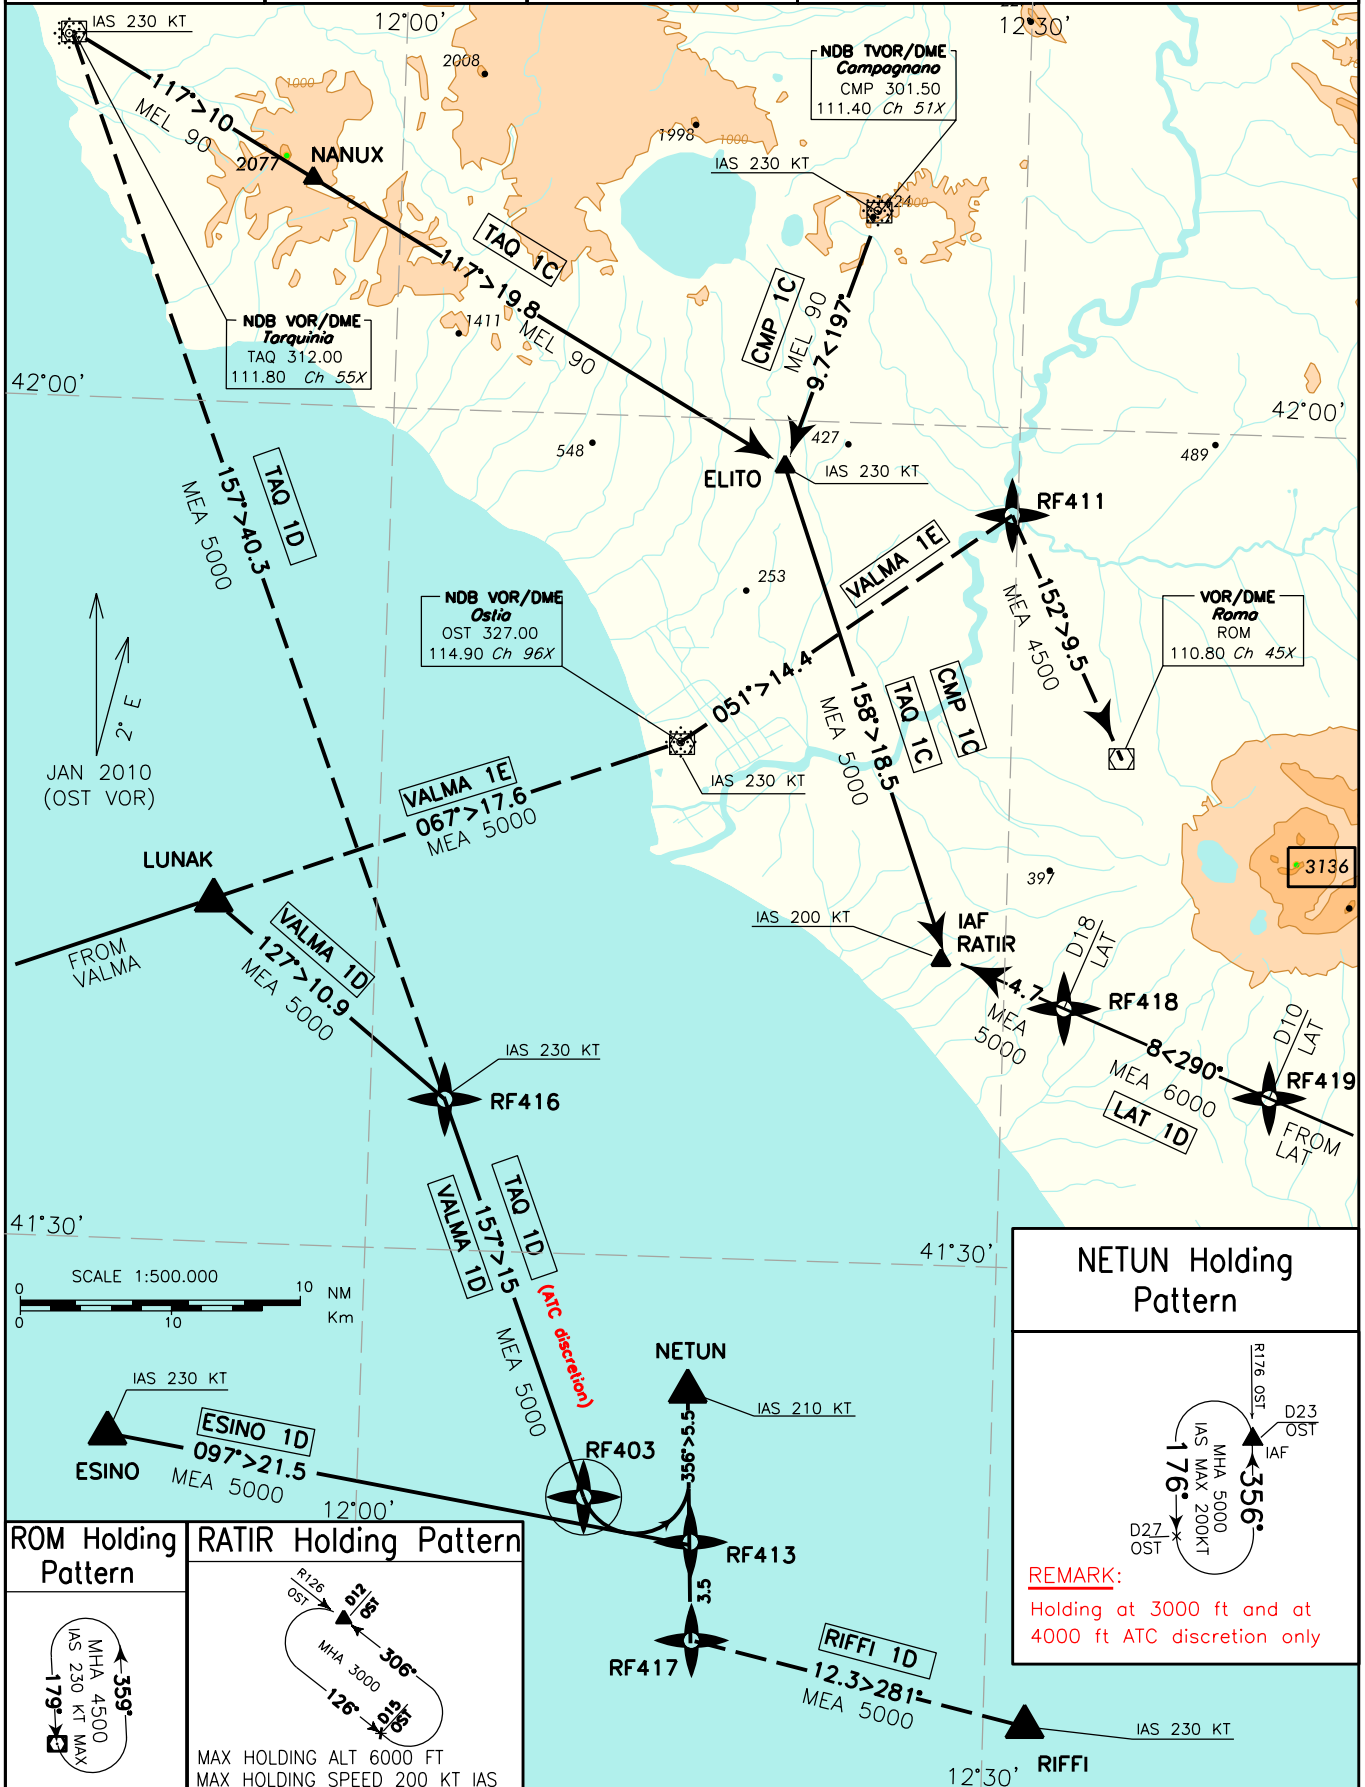 IAS 230 KT
12°00'
12°30'
117°>10
MEL 90
1000
2008
2077
NANUX
NDB TVOR/DME
Campagnano
CMP 301.50
111.40 Ch 51X
1998
1000
IAS 230 KT
TAQ 1C
117°>19.8
MEL 90
CMP 1C
MEL 90
9.7<197°
NDB VOR/DME
Tarquinia
TAQ 312.00
111.80 Ch 55X
1411
42°00'
42°00'
548
427
489
ELITO
IAS 230 KT
RF411
TAQ 1D
157°>40.3
MEA 5000
VALMA 1E
253
NDB VOR/DME
Ostia
OST 327.00
114.90 Ch 96X
152°>9.5
MEA 4500
VOR/DME
Roma
ROM
110.80 Ch 45X
051°>14.4
158°>18.5
MEA 5000
TAQ 1C
CMP 1C
2° E
JAN 2010
(OST VOR)
IAS 230 KT
VALMA 1E
067°>17.6
MEA 5000
LUNAK
3136
397
FROM
VALMA
VALMA 1D
127°>10.9
MEA 5000
IAS 200 KT
IAF
RATIR
D18
LAT
4.7
MEA
5000
RF418
D10
LAT
8<290°
MEA 6000
LAT 1D
RF419
FROM
LAT
IAS 230 KT
RF416
TAQ 1D
VALMA 1D
157°>15
MEA 5000
(ATC discretion)
41°30'
41°30'
SCALE 1:500.000
0
10
NM
Km
0
10
NETUN Holding
Pattern
R176 OST
D23
OST
IAF
176°
MHA 5000
IAS MAX 200KT
356°
D27
OST
REMARK:
Holding at 3000 ft and at
4000 ft ATC discretion only
NETUN
IAS 210 KT
356°>5.5
IAS 230 KT
ESINO
ESINO 1D
097°>21.5
MEA 5000
RF403
12°00'
RF413
3.5
RF417
RIFFI 1D
12.3>281°
MEA 5000
IAS 230 KT
RIFFI
12°30'
ROM Holding
Pattern
179°
MHA 4500
IAS 230 KT MAX
359°
RATIR Holding Pattern
R126
OST
D12
OST
MHA 3000
306°
126°
D15
OST
MAX HOLDING ALT 6000 FT
MAX HOLDING SPEED 200 KT IAS